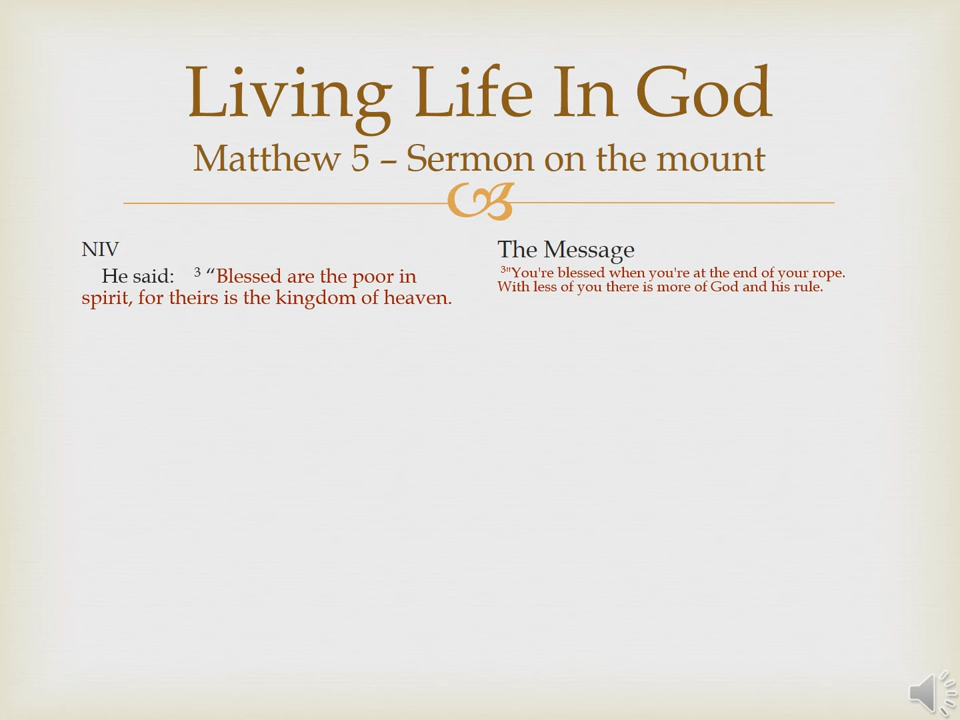 Living Life In God
Matthew 5 – Sermon on the mount
NIV
He said: ³ “Blessed are the poor in
spirit, for theirs is the kingdom of heaven.
The Message
³"You're blessed when you're at the end of your rope.
With less of you there is more of God and his rule.